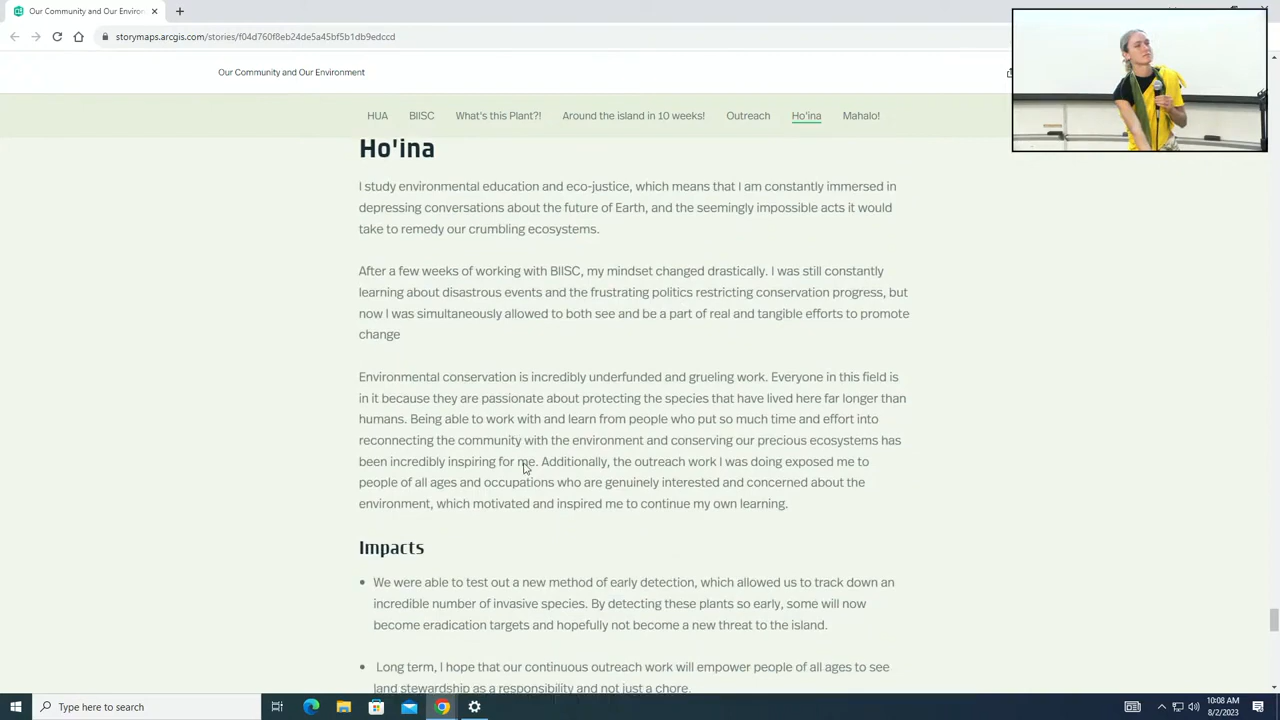 Our Community and Our Environ
storymaps.arcgis.com/stories/f04d760f8eb24de5a45bf5b1db9edccd
Our Community and Our Environment
HUA BIISC What's this Plant?! Around the island in 10 weeks! Outreach Ho'ina Mahalo!
Ho'ina
I study environmental education and eco-justice, which means that I am constantly immersed in
depressing conversations about the future of Earth, and the seemingly impossible acts it would
take to remedy our crumbling ecosystems.
After a few weeks of working with BIISC, my mindset changed drastically. I was still constantly
learning about disastrous events and the frustrating politics restricting conservation progress, but
now I was simultaneously allowed to both see and be a part of real and tangible efforts to promote
change
Environmental conservation is incredibly underfunded and grueling work. Everyone in this field is
in it because they are passionate about protecting the species that have lived here far longer than
humans. Being able to work with and learn from people who put so much time and effort into
reconnecting the community with the environment and conserving our precious ecosystems has
been incredibly inspiring for me. Additionally, the outreach work I was doing exposed me to
people of all ages and occupations who are genuinely interested and concerned about the
environment, which motivated and inspired me to continue my own learning.
Impacts
• We were able to test out a new method of early detection, which allowed us to track down an
incredible number of invasive species. By detecting these plants so early, some will now
become eradication targets and hopefully not become a new threat to the island.
• Long term, I hope that our continuous outreach work will empower people of all ages to see
land stewardship as a responsibility and not just a chore.
Type here to search
10:08 AM
8/2/2023